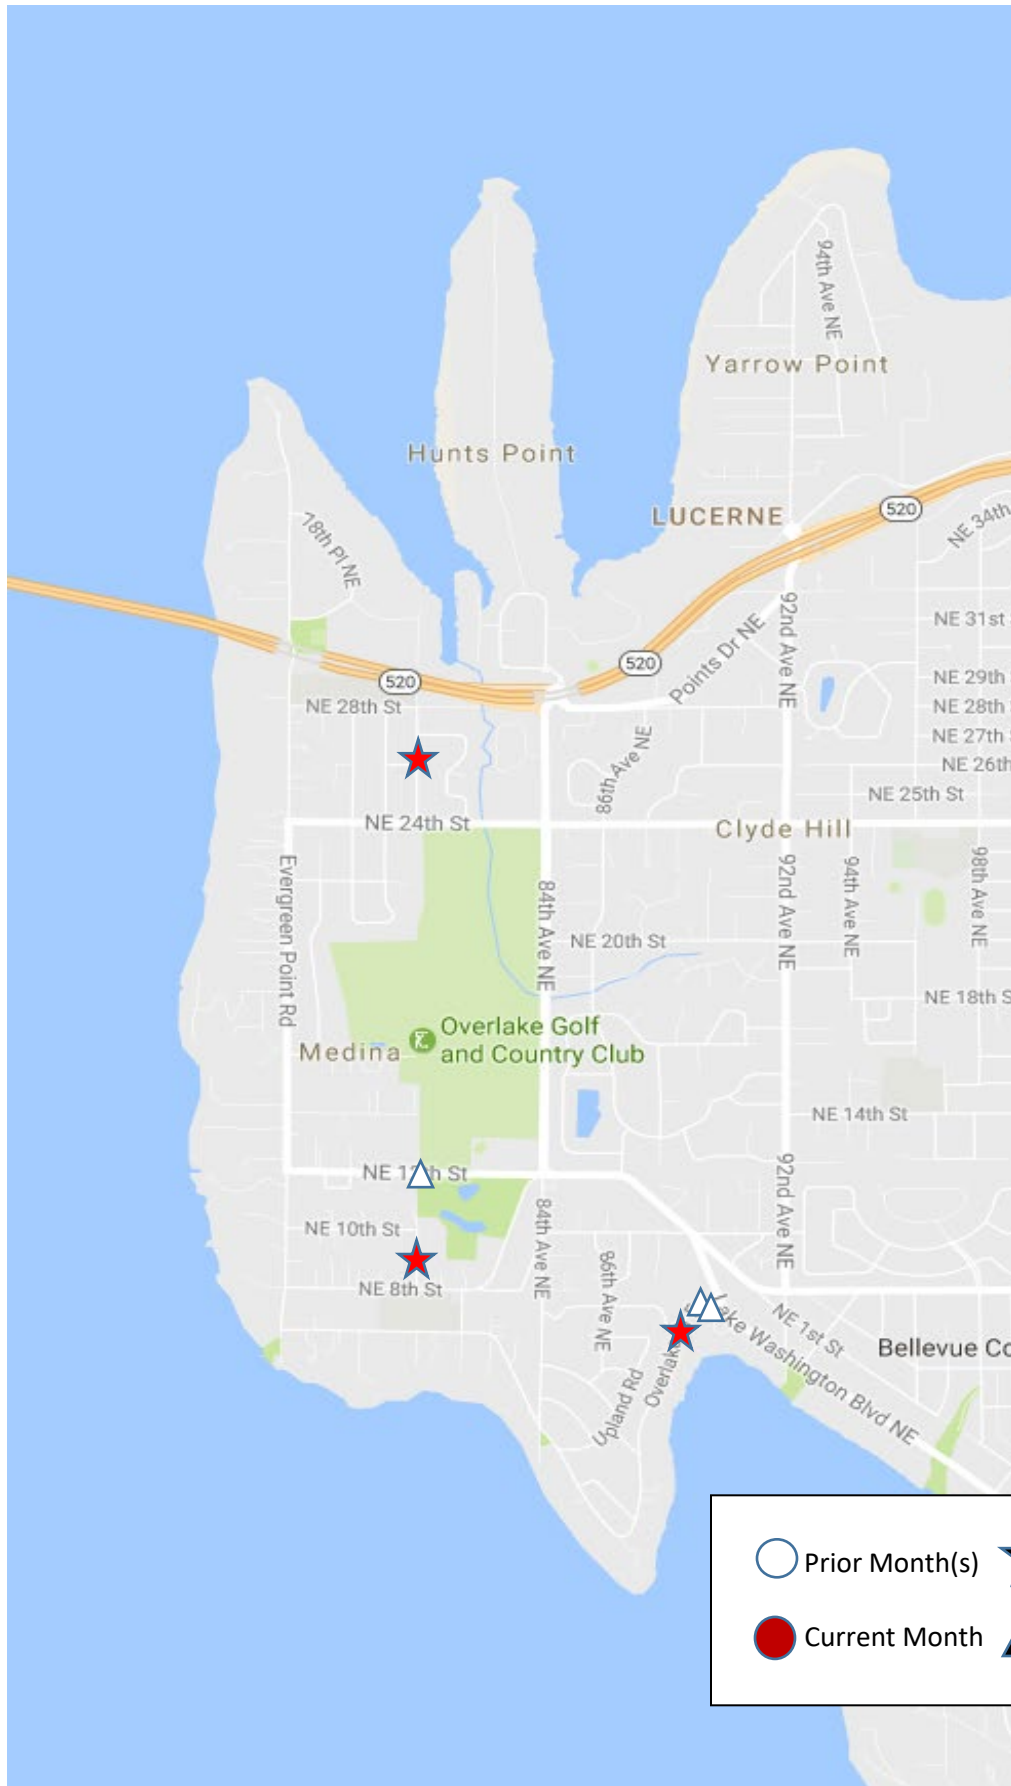 94th Ave NE
Yarrow Point
Hunts Point
LUCERNE
520
NE 34th
78th Pl NE
92nd Ave NE
NE 31st
Points Dr NE
520
520
NE 29th
NE 28th St
NE 28th
NE 27th
86th Ave NE
NE 26th
NE 25th St
NE 24th St
Clyde Hill
Evergreen Point Rd
84th Ave NE
92nd Ave NE
94th Ave NE
98th Ave NE
NE 20th St
NE 18th S
Overlake Golf
and Country Club
Medina
NE 14th St
NE 12th St
92nd Ave NE
84th Ave NE
NE 10th St
86th Ave NE
NE 8th St
Lake Washington Blvd NE
NE 1st St
Bellevue Co
Overlak
Upland Rd
Prior Month(s)
Current Month